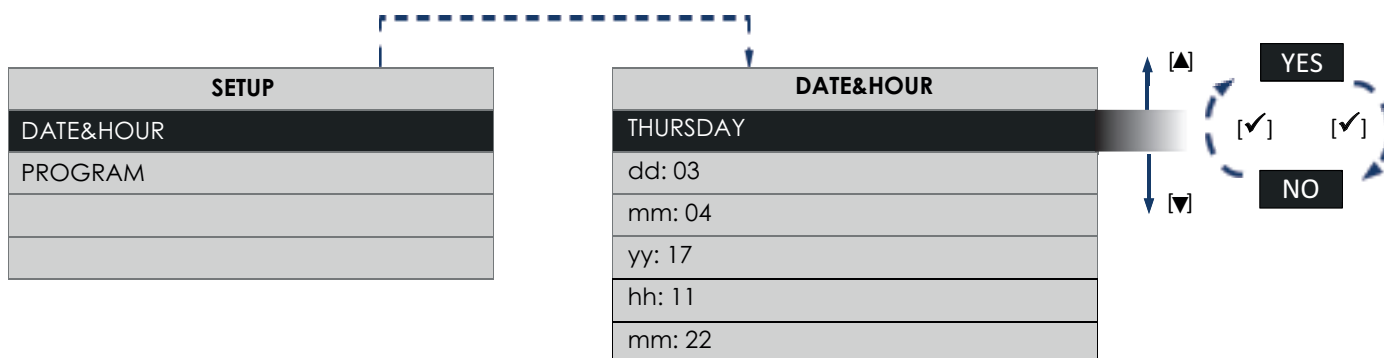 SETUP
DATE&HOUR
PROGRAM
DATE&HOUR
THURSDAY
dd: 03
mm: 04
yy: 17
hh: 11
mm: 22
[▲]
[▼]
YES
[✓] [✓]
NO